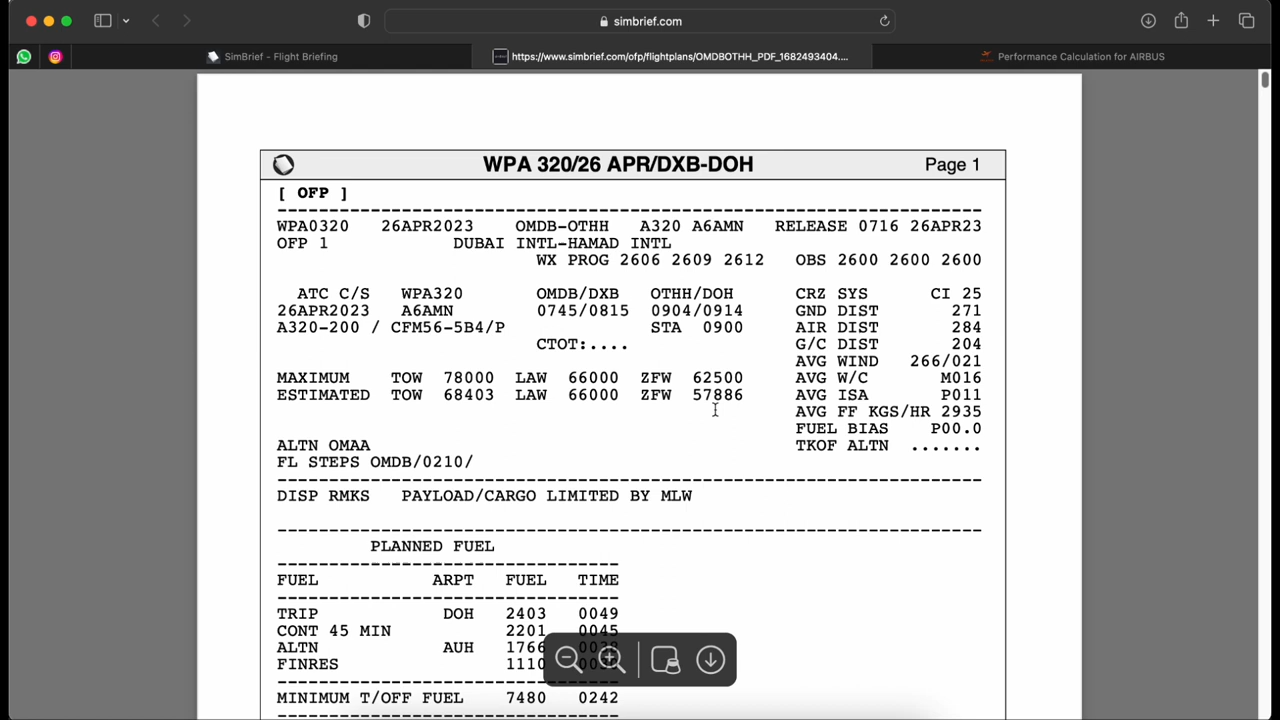 simbrief.com
SimBrief - Flight Briefing
https://www.simbrief.com/ofp/flightplans/OMDBOTHH_PDF_1682493404....
Performance Calculation for AIRBUS
WPA 320/26 APR/DXB-DOH Page 1
[ OFP ]
WPA0320 26APR2023 OMDB-OTHH A320 A6AMN RELEASE 0716 26APR23
OFP 1 DUBAI INTL-HAMAD INTL
WX PROG 2606 2609 2612 OBS 2600 2600 2600
ATC C/S WPA320 OMDB/DXB OTHH/DOH CRZ SYS CI 25
26APR2023 A6AMN 0745/0815 0904/0914 GND DIST 271
A320-200 / CFM56-5B4/P STA 0900 AIR DIST 284
CTOT:.... G/C DIST 204
AVG WIND 266/021
MAXIMUM TOW 78000 LAW 66000 ZFW 62500 AVG W/C M016
ESTIMATED TOW 68403 LAW 66000 ZFW 57886 AVG ISA P011
AVG FF KGS/HR 2935
FUEL BIAS P00.0
ALTN OMAA TKOF ALTN .......
FL STEPS OMDB/0210/
DISP RMKS PAYLOAD/CARGO LIMITED BY MLW
PLANNED FUEL
FUEL ARPT FUEL TIME
TRIP DOH 2403 0049
CONT 45 MIN 2201 0045
ALTN AUH 1766
FINRES 1110
MINIMUM T/OFF FUEL 7480 0242